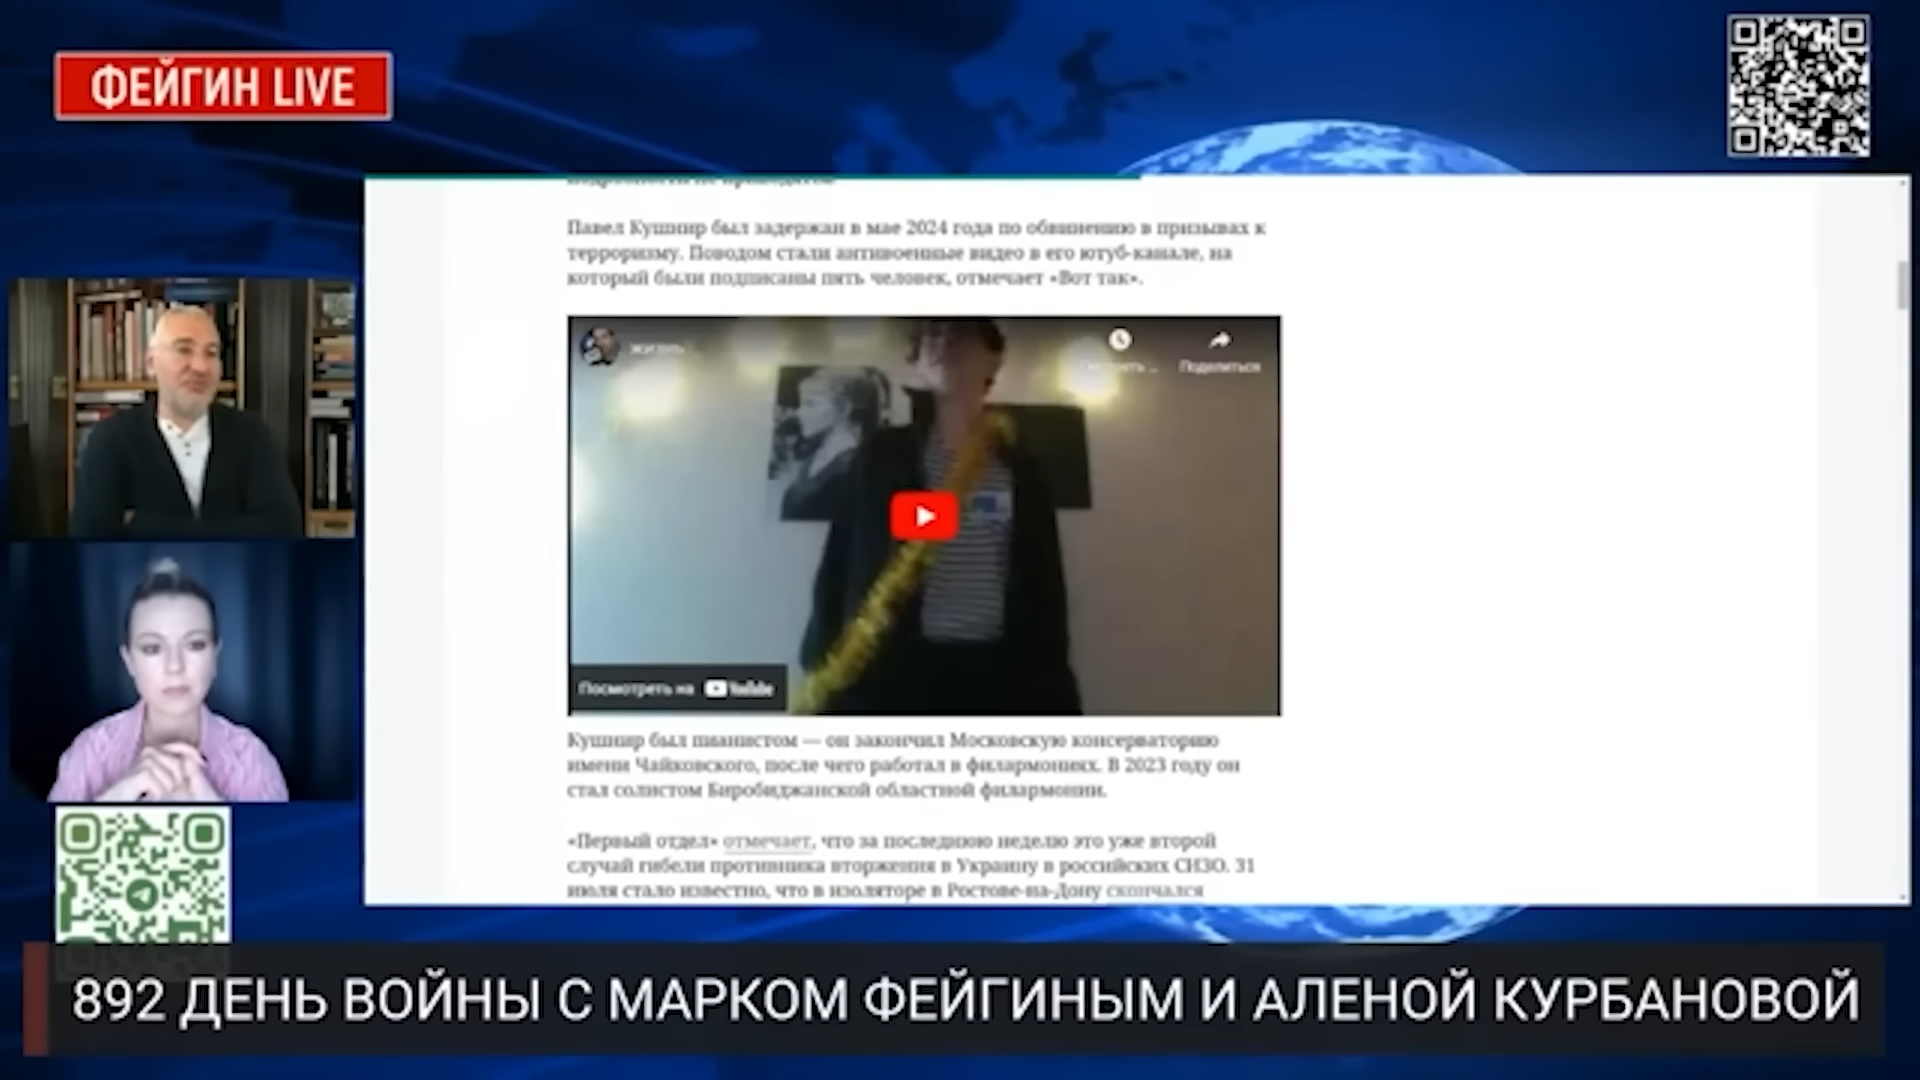 ФЕЙГИН LIVE
Павел Кушнир был задержан в мае 2024 года по обвинению в призывах к
терроризму. Поводом стали антивоенные видео в его ютуб-канале, на
который были подписаны пять человек, отмечает «Вот так».
жизнь
Поделиться
Посмотреть на YouTube
Кушнир был пианистом — он закончил Московскую консерваторию
имени Чайковского, после чего работал в филармониях. В 2023 году он
стал солистом Биробиджанской областной филармонии.
«Первый отдел» отмечает, что за последнюю неделю это уже второй
случай гибели противника вторжения в Украину в российских СИЗО. 31
июля стало известно, что в изоляторе в Ростове-на-Дону скончался
892 ДЕНЬ ВОЙНЫ С МАРКОМ ФЕЙГИНЫМ И АЛЕНОЙ КУРБАНОВОЙ